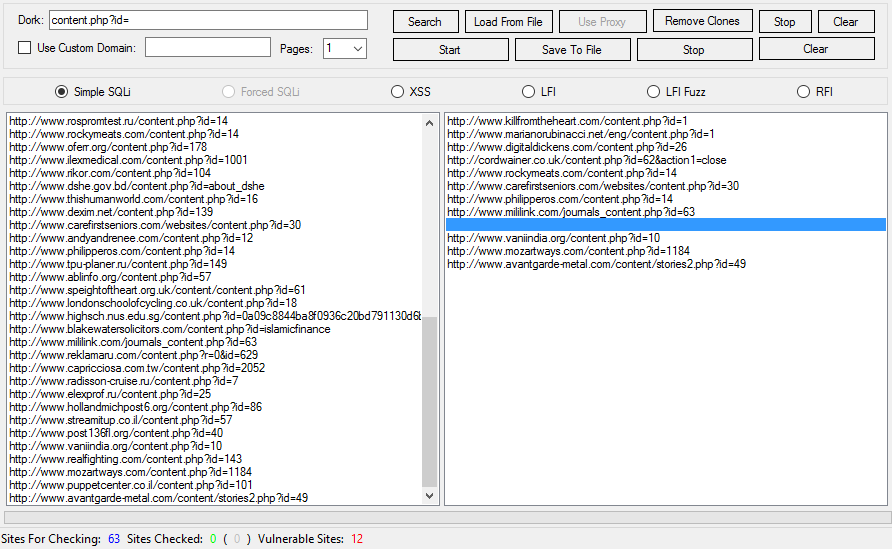 Dork: content.php?id= Search Load From File Use Proxy Remove Clones Stop Clear
Use Custom Domain: Pages: 1 Start Save To File Stop Clear
Simple SQLi Forced SQLi XSS LFI LFI Fuzz RFI
http://www.rospromtest.ru/content.php?id=14
http://www.rockymeats.com/content.php?id=14
http://www.oferr.org/content.php?id=178
http://www.ilexmedical.com/content.php?id=1001
http://www.rikor.com/content.php?id=104
http://www.dshe.gov.bd/content.php?id=about_dshe
http://www.thishumanworld.com/content.php?id=16
http://www.dexim.net/content.php?id=139
http://www.carefirstseniors.com/websites/content.php?id=30
http://www.andyandrenee.com/content.php?id=12
http://www.philipperos.com/content.php?id=14
http://www.tpu-planer.ru/content.php?id=149
http://www.ablinfo.org/content.php?id=57
http://www.speightoftheart.org.uk/content/content.php?id=61
http://www.londonschoolofcycling.co.uk/content.php?id=18
http://www.highsch.nus.edu.sg/content.php?id=0a09c8844ba8f0936c20bd791130d6
http://www.blakewatersolicitors.com/content.php?id=islamicfinance
http://www.mililink.com/journals_content.php?id=63
http://www.reklamaru.com/content.php?r=0&id=629
http://www.capricciosa.com.tw/content.php?id=2052
http://www.radisson-cruise.ru/content.php?id=7
http://www.elexprof.ru/content.php?id=25
http://www.hollandmichpost6.org/content.php?id=86
http://www.streamitup.co.il/content.php?id=57
http://www.post136fl.org/content.php?id=40
http://www.vaniindia.org/content.php?id=10
http://www.realfighting.com/content.php?id=143
http://www.mozartways.com/content.php?id=1184
http://www.puppetcenter.co.il/content.php?id=101
http://www.avantgarde-metal.com/content/stories2.php?id=49
http://www.killfromtheheart.com/content.php?id=1
http://www.marianorubinacci.net/eng/content.php?id=1
http://www.digitaldickens.com/content.php?id=26
http://cordwainer.co.uk/content.php?id=62&action1=close
http://www.rockymeats.com/content.php?id=14
http://www.carefirstseniors.com/websites/content.php?id=30
http://www.philipperos.com/content.php?id=14
http://www.mililink.com/journals_content.php?id=63
http://www.vaniindia.org/content.php?id=10
http://www.mozartways.com/content.php?id=1184
http://www.avantgarde-metal.com/content/stories2.php?id=49
Sites For Checking: 63 Sites Checked: 0 ( 0 ) Vulnerable Sites: 12